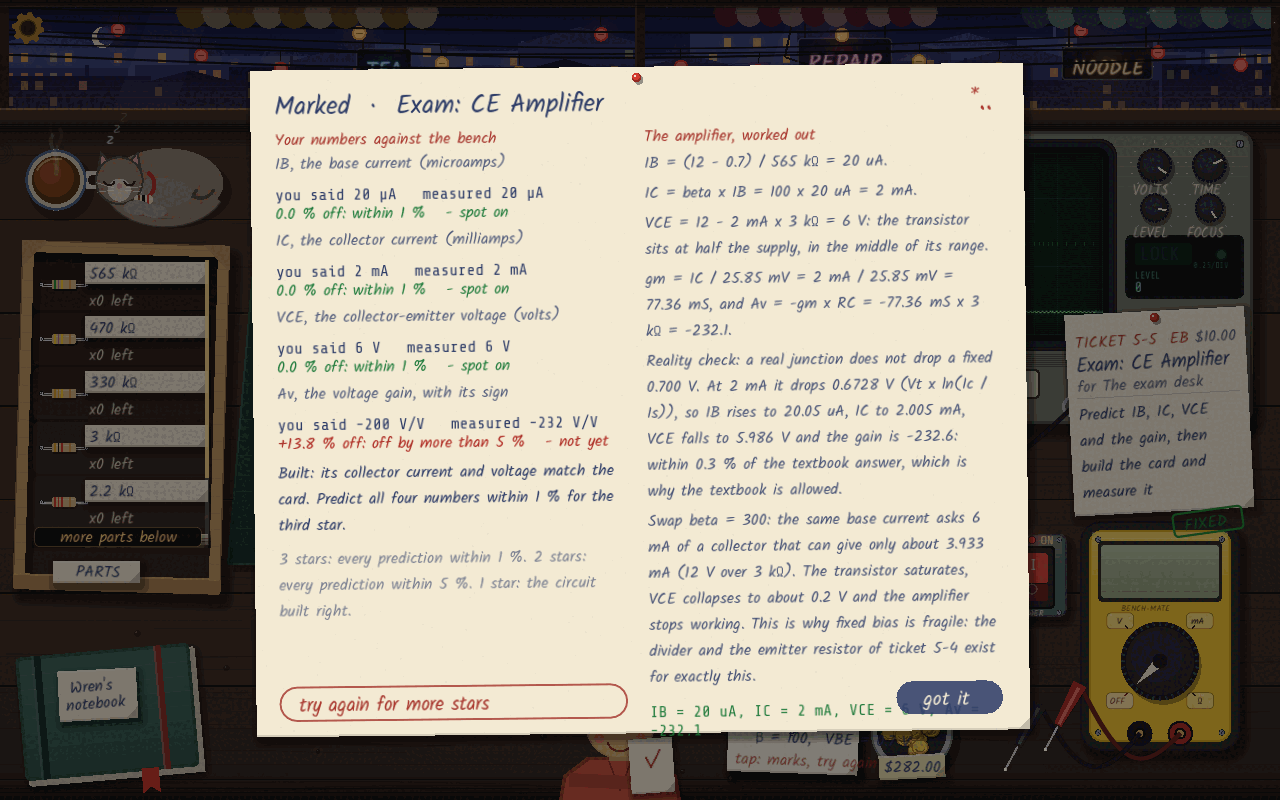 TEA
REPAIR
NOODLE
Marked · Exam: CE Amplifier
Your numbers against the bench
IB, the base current (microamps)
you said 20 µA measured 20 µA
0.0 % off: within 1 % - spot on
IC, the collector current (milliamps)
you said 2 mA measured 2 mA
0.0 % off: within 1 % - spot on
VCE, the collector-emitter voltage (volts)
you said 6 V measured 6 V
0.0 % off: within 1 % - spot on
Av, the voltage gain, with its sign
you said -200 V/V measured -232 V/V
+13.8 % off: off by more than 5 % - not yet
Built: its collector current and voltage match the
card. Predict all four numbers within 1 % for the
third star.
3 stars: every prediction within 1 %. 2 stars:
every prediction within 5 %. 1 star: the circuit
built right.
try again for more stars
The amplifier, worked out
IB = (12 - 0.7) / 565 kΩ = 20 uA.
IC = beta x IB = 100 x 20 uA = 2 mA.
VCE = 12 - 2 mA x 3 kΩ = 6 V: the transistor
sits at half the supply, in the middle of its range.
gm = IC / 25.85 mV = 2 mA / 25.85 mV =
77.36 mS, and Av = -gm x RC = -77.36 mS x 3
kΩ = -232.1.
Reality check: a real junction does not drop a fixed
0.700 V. At 2 mA it drops 0.6728 V (Vt x ln(Ic /
Is)), so IB rises to 20.05 uA, IC to 2.005 mA,
VCE falls to 5.986 V and the gain is -232.6:
within 0.3 % of the textbook answer, which is
why the textbook is allowed.
Swap beta = 300: the same base current asks 6
mA of a collector that can give only about 3.933
mA (12 V over 3 kΩ). The transistor saturates,
VCE collapses to about 0.2 V and the amplifier
stops working. This is why fixed bias is fragile: the
divider and the emitter resistor of ticket 5-4 exist
for exactly this.
IB = 20 uA, IC = 2 mA, VCE = 6 V, AV =
-232.1
got it
565 kΩ
x0 left
470 kΩ
x0 left
330 kΩ
x0 left
3 kΩ
x0 left
2.2 kΩ
x0 left
more parts below
PARTS
Wren's
notebook
VOLTS TIME
LEVEL FOCUS
LOCK
LEVEL
0
TICKET 5-5 EB $10.00
Exam: CE Amplifier
for The exam desk
Predict IB, IC, VCE
and the gain, then
build the card and
measure it
FIXED
ON
BENCH-MATE
V mA
OFF Ω
β = 100, VBE
tap: marks, try again
$282.00